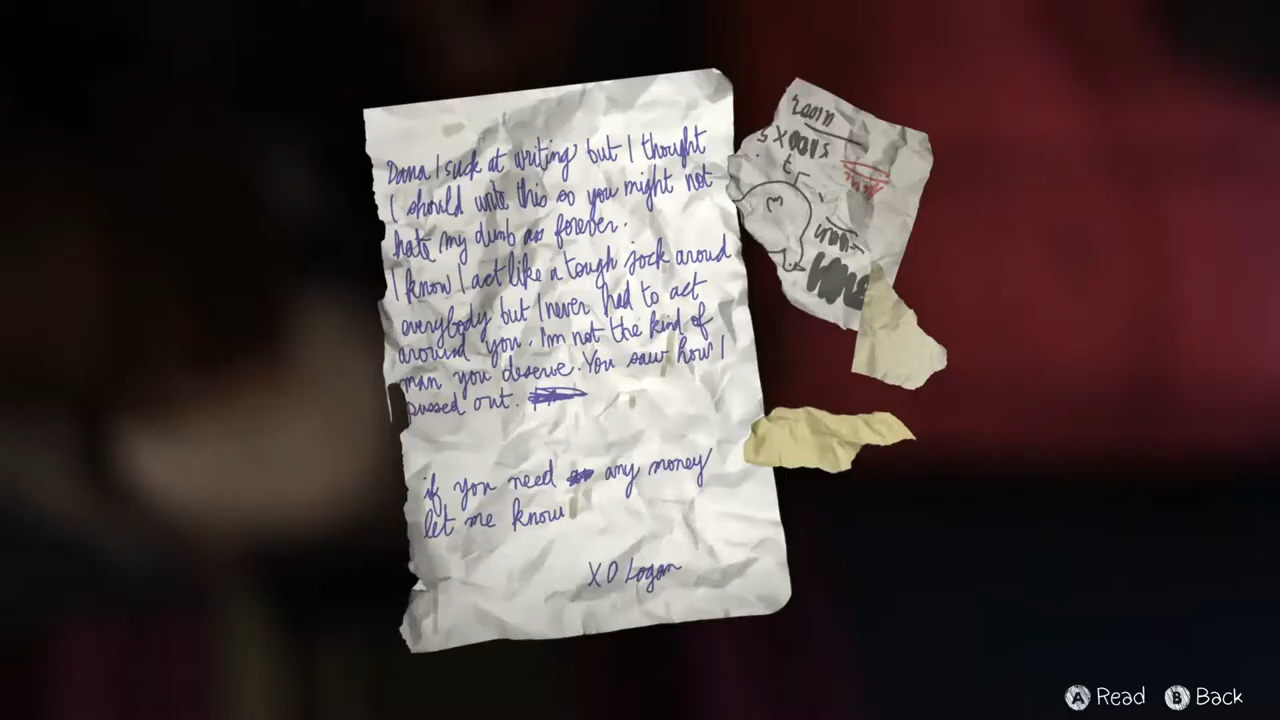 Dana I suck at writing but I thought
I should write this so you might not
hate my dumb ass forever.
I know I act like a tough jock aroud
everybody but I never had to act
around you. I'm not the kind of
man you deserve. You saw how I
pussed out.
if you need any money
let me know
XO Logan
A Read B Back